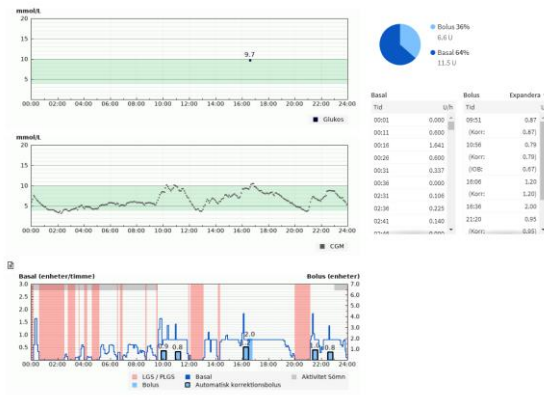 mmol/L
20
15
10
5
0
9.7
00:00 02:00 04:00 06:00 08:00 10:00 12:00 14:00 16:00 18:00 20:00 22:00 24:00
Glukos
mmol/L
20
15
10
5
0
00:00 02:00 04:00 06:00 08:00 10:00 12:00 14:00 16:00 18:00 20:00 22:00 24:00
CGM
Basal (enheter/timme) Bolus (enheter)
3.0 7.0
2.5 6.0
2.0 5.0
1.5 4.0
1.0 3.0
0.5 2.0
1.0
0.8 2.0 0.8
00:00 02:00 04:00 06:00 08:00 10:00 12:00 14:00 16:00 18:00 20:00 22:00 24:00
LGS / PLGS Basal Aktivitet Sömn
Bolus Automatisk korrektionsbolus
Bolus 36%
6.6 U
Basal 64%
11.5 U
Basal
Tid U/h
00:01 0.000
00:11 0.600
00:16 1.641
00:26 0.600
00:31 0.337
00:36 0.000
02:31 0.106
02:36 0.225
02:41 0.140
Bolus Expandera
Tid
09:51 0.87
(Korr: 0.87)
10:56 0.79
(Korr: 0.79)
(IOB: 0.67)
16:06 1.20
(Korr: 1.20)
16:36 2.00
21:20 0.95
(Korr: 0.95)